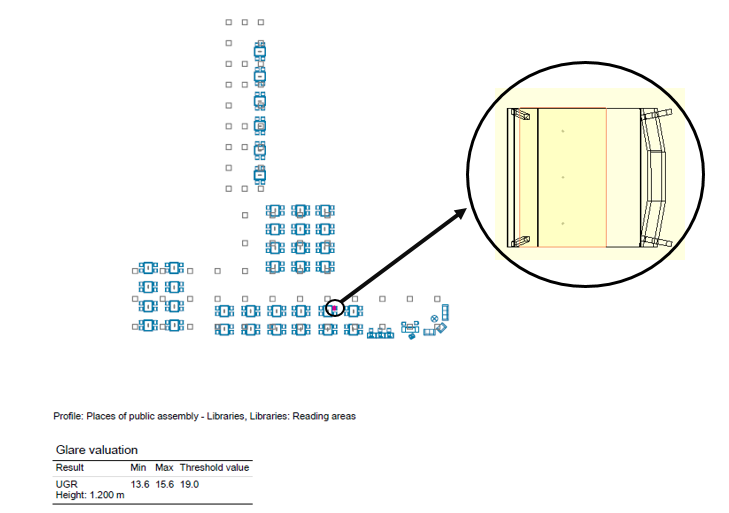 Profile: Places of public assembly - Libraries, Libraries: Reading areas
Glare valuation
Result Min Max Threshold value
UGR 13.6 15.6 19.0
Height: 1.200 m